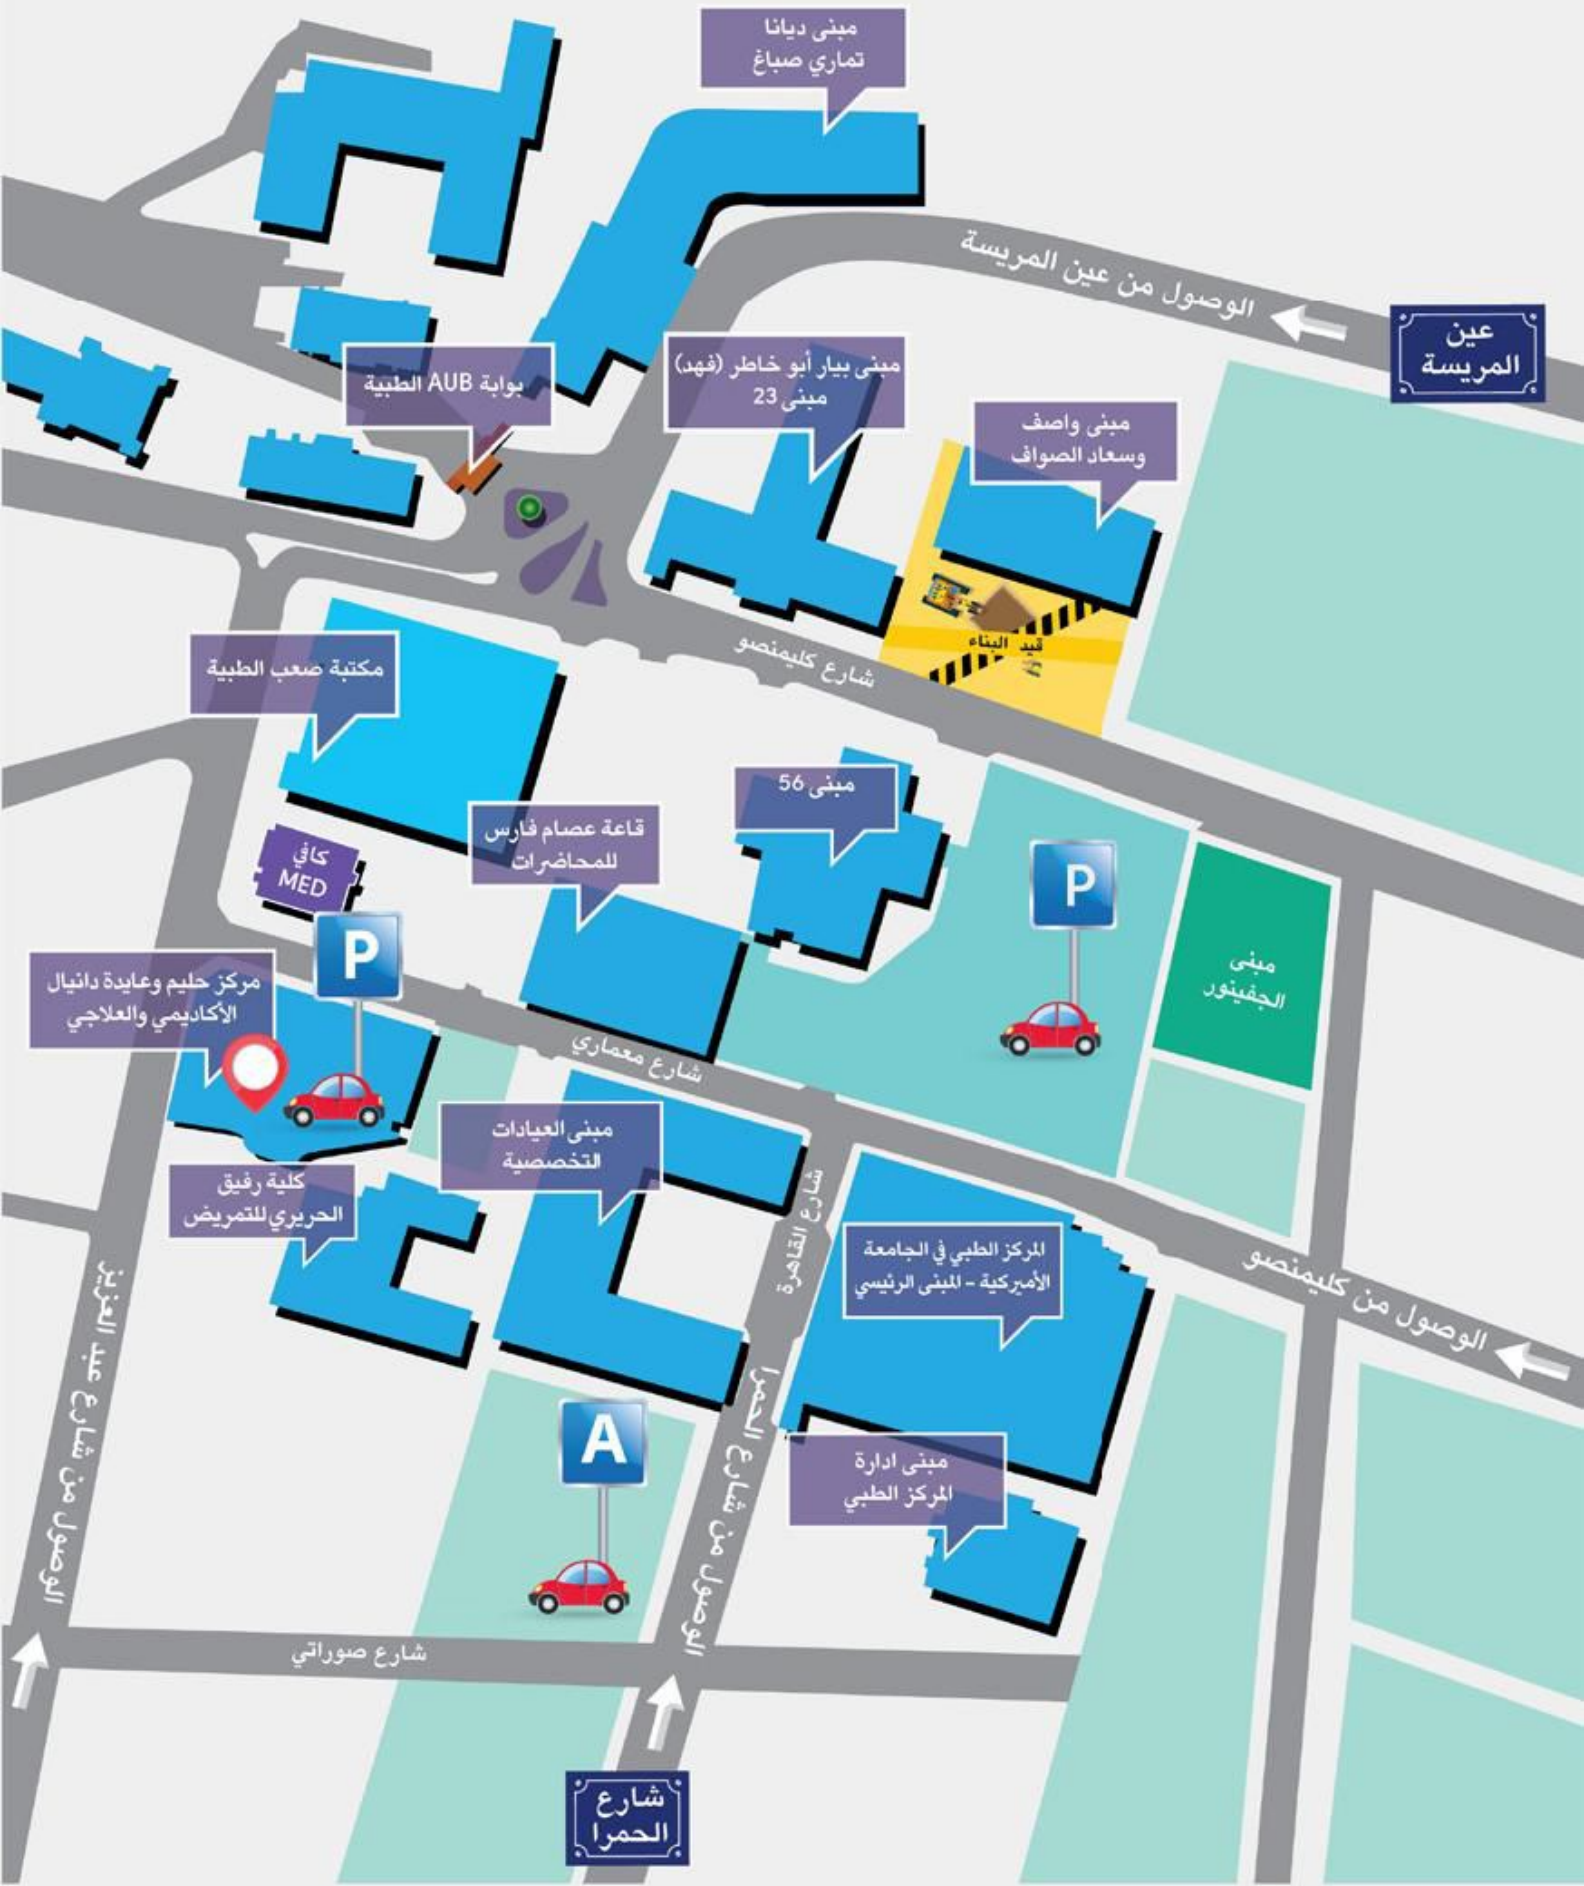 مبنى ديانا
تماري صباغ
الوصول من عين المريسة
عين
المريسة
بوابة AUB الطبية
مبنى بيار أبو خاطر (فهد)
مبنى 23
مبنى واصف
وسعاد الصواف
قيد البناء
شارع كليمنصو
مكتبة صعب الطبية
مبنى 56
قاعة عصام فارس
للمحاضرات
كافي
MED
P
P
مبنى
الجفينور
مركز حليم وعايدة دانيال
الأكاديمي والعلاجي
شارع معماري
مبنى العيادات
التخصصية
كلية رفيق
الحريري للتمريض
شارع القاهرة
المركز الطبي في الجامعة
الأميركية - المبنى الرئيسي
الوصول من كليمنصو
الوصول من شارع عبد العزيز
الوصول من شارع الحمرا
A
مبنى ادارة
المركز الطبي
شارع صوراتي
شارع
الحمرا